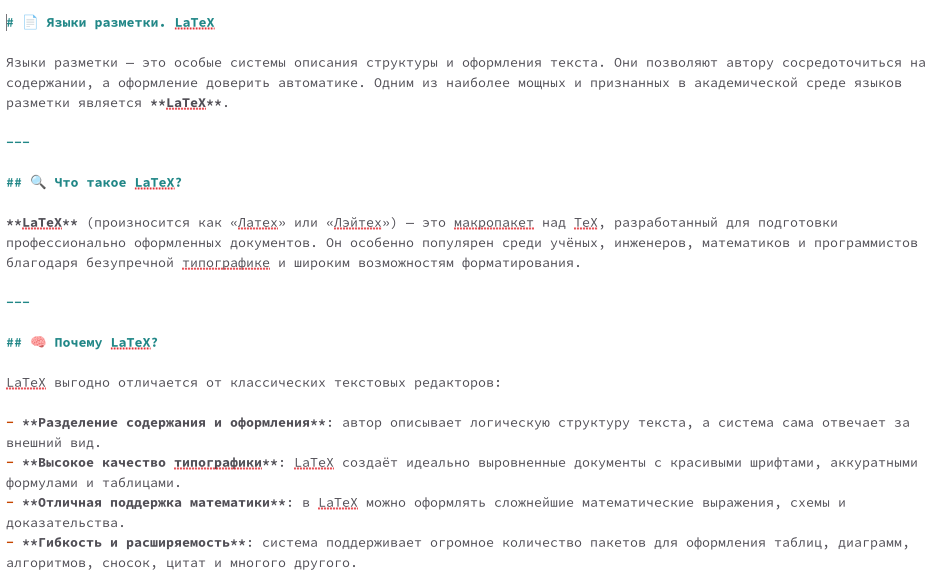 # 📄 Языки разметки. LaTeX
Языки разметки — это особые системы описания структуры и оформления текста. Они позволяют автору сосредоточиться на
содержании, а оформление доверить автоматике. Одним из наиболее мощных и признанных в академической среде языков
разметки является **LaTeX**.
---
## 🔍 Что такое LaTeX?
**LaTeX** (произносится как «Латех» или «Лэйтех») — это макропакет над TeX, разработанный для подготовки
профессионально оформленных документов. Он особенно популярен среди учёных, инженеров, математиков и программистов
благодаря безупречной типографике и широким возможностям форматирования.
---
## 🧠 Почему LaTeX?
LaTeX выгодно отличается от классических текстовых редакторов:
- **Разделение содержания и оформления**: автор описывает логическую структуру текста, а система сама отвечает за
внешний вид.
- **Высокое качество типографики**: LaTeX создаёт идеально выровненные документы с красивыми шрифтами, аккуратными
формулами и таблицами.
- **Отличная поддержка математики**: в LaTeX можно оформлять сложнейшие математические выражения, схемы и
доказательства.
- **Гибкость и расширяемость**: система поддерживает огромное количество пакетов для оформления таблиц, диаграмм,
алгоритмов, сносок, цитат и многого другого.